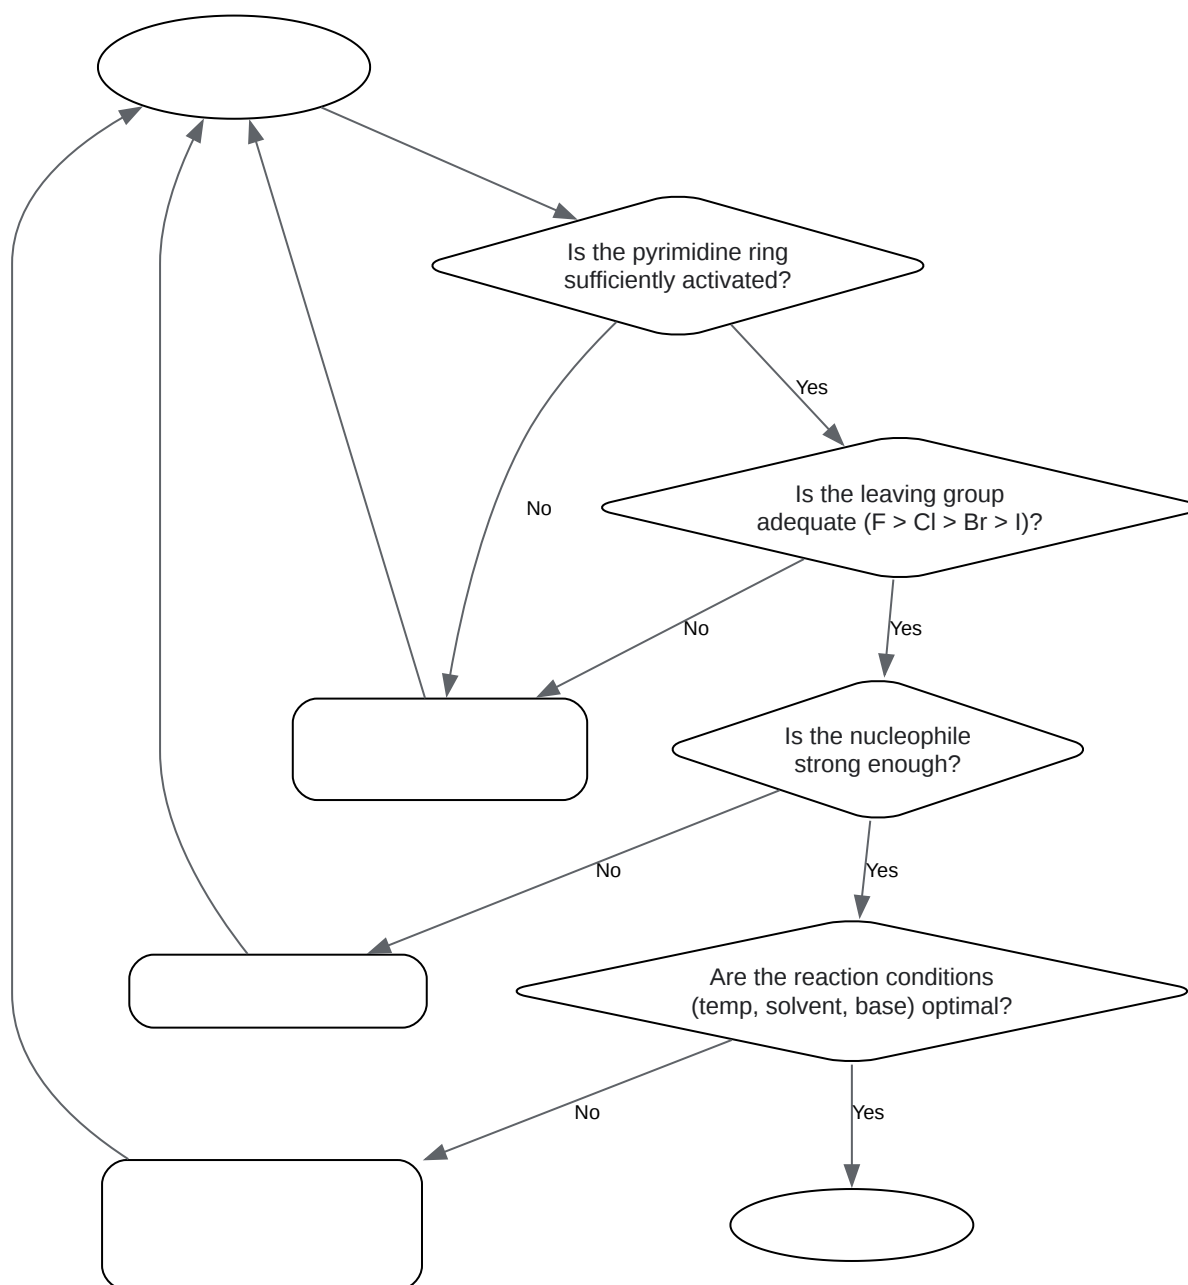 Is the pyrimidine ring
sufficiently activated?
Yes
Is the leaving group
adequate (F > Cl > Br > I)?
No
No
Yes
Is the nucleophile
strong enough?
No
Yes
Are the reaction conditions
(temp, solvent, base) optimal?
No
Yes